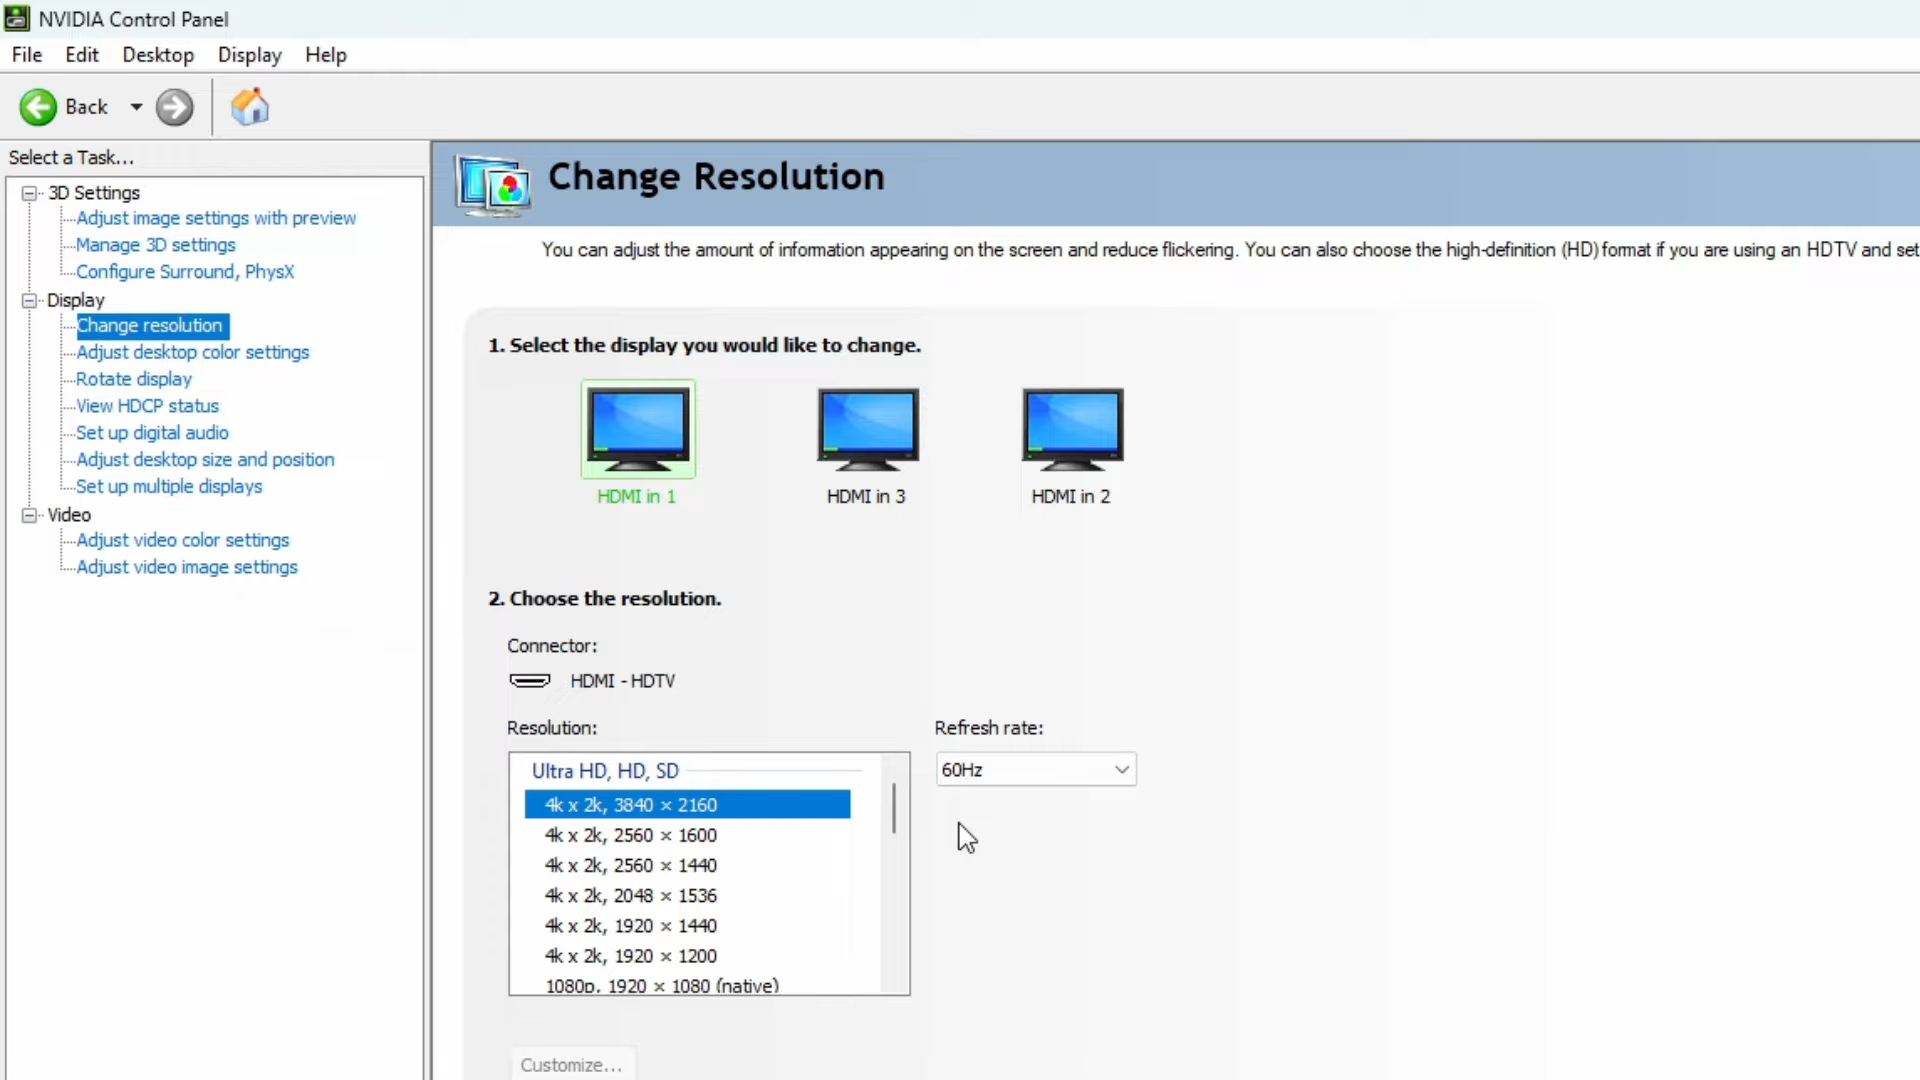 NVIDIA Control Panel
File Edit Desktop Display Help
Back
Select a Task...
3D Settings
Adjust image settings with preview
Manage 3D settings
Configure Surround, PhysX
Display
Change resolution
Adjust desktop color settings
Rotate display
View HDCP status
Set up digital audio
Adjust desktop size and position
Set up multiple displays
Video
Adjust video color settings
Adjust video image settings
Change Resolution
You can adjust the amount of information appearing on the screen and reduce flickering. You can also choose the high-definition (HD) format if you are using an HDTV and set
1. Select the display you would like to change.
HDMI in 1 HDMI in 3 HDMI in 2
2. Choose the resolution.
Connector:
HDMI - HDTV
Resolution:
Ultra HD, HD, SD
4k x 2k, 3840 × 2160
4k x 2k, 2560 × 1600
4k x 2k, 2560 × 1440
4k x 2k, 2048 × 1536
4k x 2k, 1920 × 1440
4k x 2k, 1920 × 1200
1080p, 1920 × 1080 (native)
Refresh rate:
60Hz
Customize...